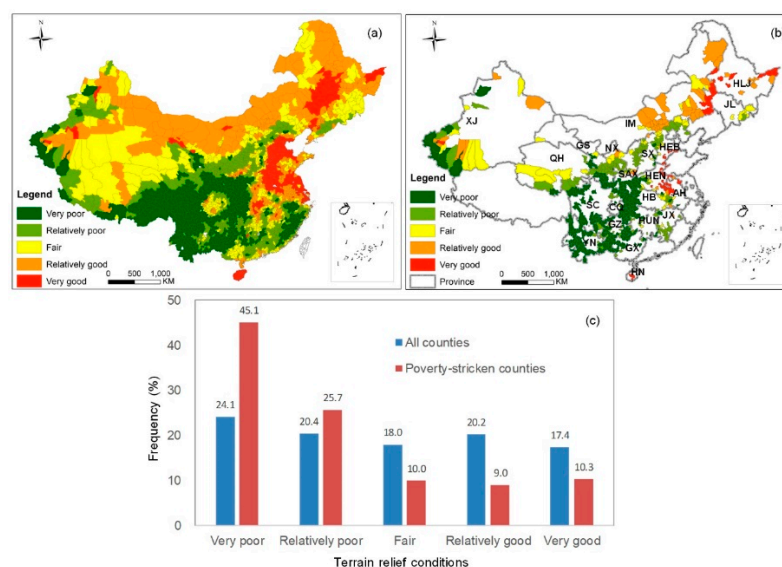 N
(a)
Legend
Very poor
Relatively poor
Fair
Relatively good
Very good
0 500 1,000
KM
N
(b)
HLJ
JL
XJ
IM
GS
NX
HEB
SX
QH
SAX
HEN
AH
HB
SC
CQ
JX
HUN
GZ
YN
GX
HN
Legend
Very poor
Relatively poor
Fair
Relatively good
Very good
Province
0 500 1,000
KM
(c)
Frequency (%)
50
40
30
20
10
0
All counties
Poverty-stricken counties
24.1
45.1
20.4
25.7
18.0
10.0
20.2
9.0
17.4
10.3
Very poor Relatively poor Fair Relatively good Very good
Terrain relief conditions